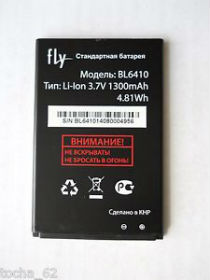 fly Стандартная батарея
Модель: BL6410
Тип: Li-Ion 3.7V 1300mAh
4.81Wh
S/N: BL641014080004956
ВНИМАНИЕ!
НЕ ВСКРЫВАТЬ
НЕ БРОСАТЬ В ОГОНЬ!
Сделано в КНР
tocha_62